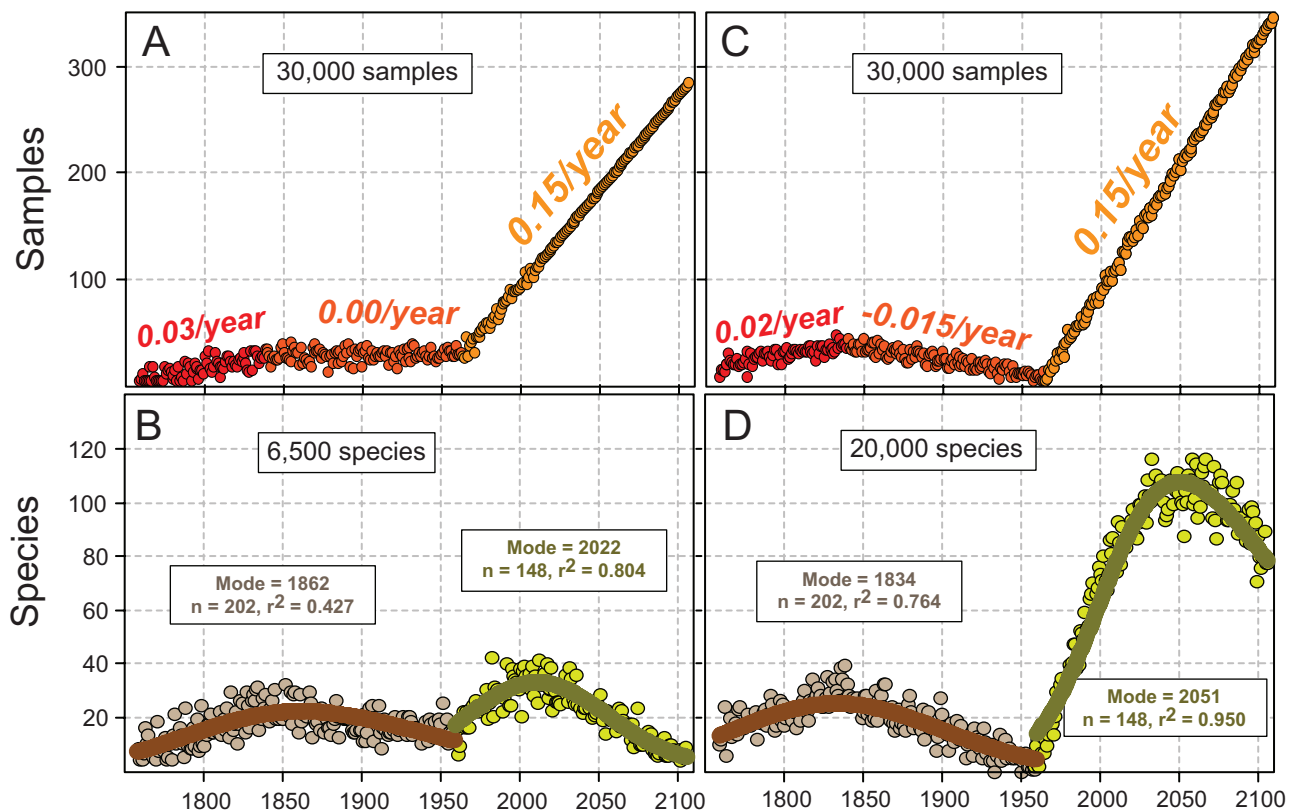 A
30,000 samples
300
200
100
Samples
0.03/year
0.00/year
0.15/year
C
30,000 samples
0.02/year
-0.015/year
0.15/year
B
6,500 species
120
100
80
60
40
20
Species
Mode = 1862
n = 202, r² = 0.427
Mode = 2022
n = 148, r² = 0.804
1800 1850 1900 1950 2000 2050 2100
D
20,000 species
Mode = 1834
n = 202, r² = 0.764
Mode = 2051
n = 148, r² = 0.950
1800 1850 1900 1950 2000 2050 2100